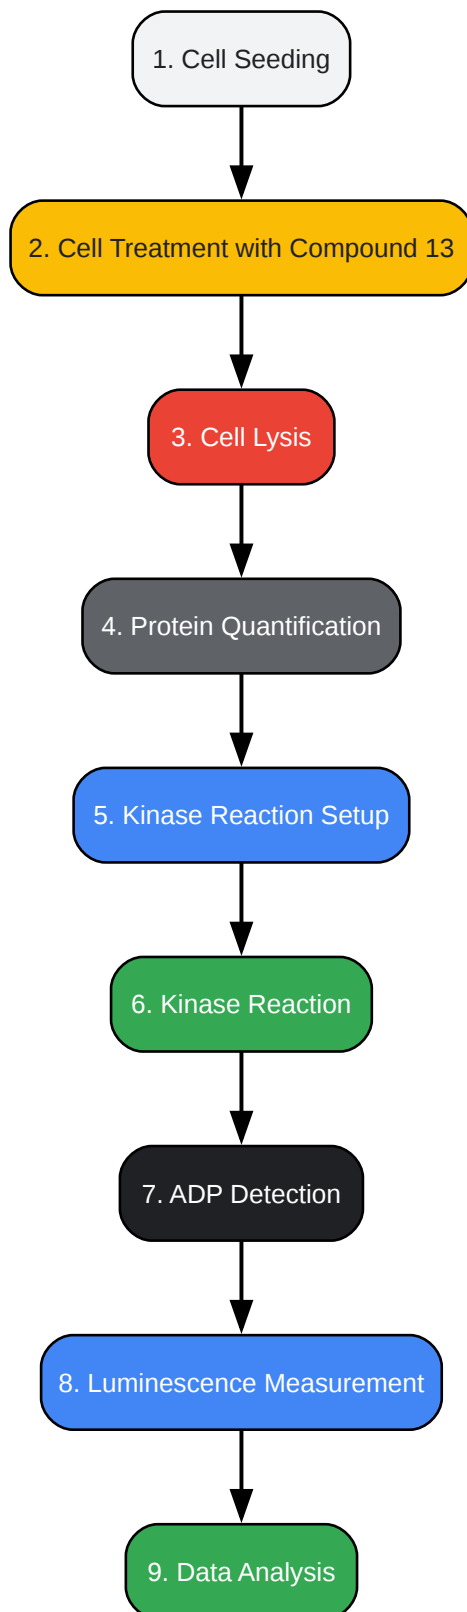 1. Cell Seeding
2. Cell Treatment with Compound 13
3. Cell Lysis
4. Protein Quantification
5. Kinase Reaction Setup
6. Kinase Reaction
7. ADP Detection
8. Luminescence Measurement
9. Data Analysis